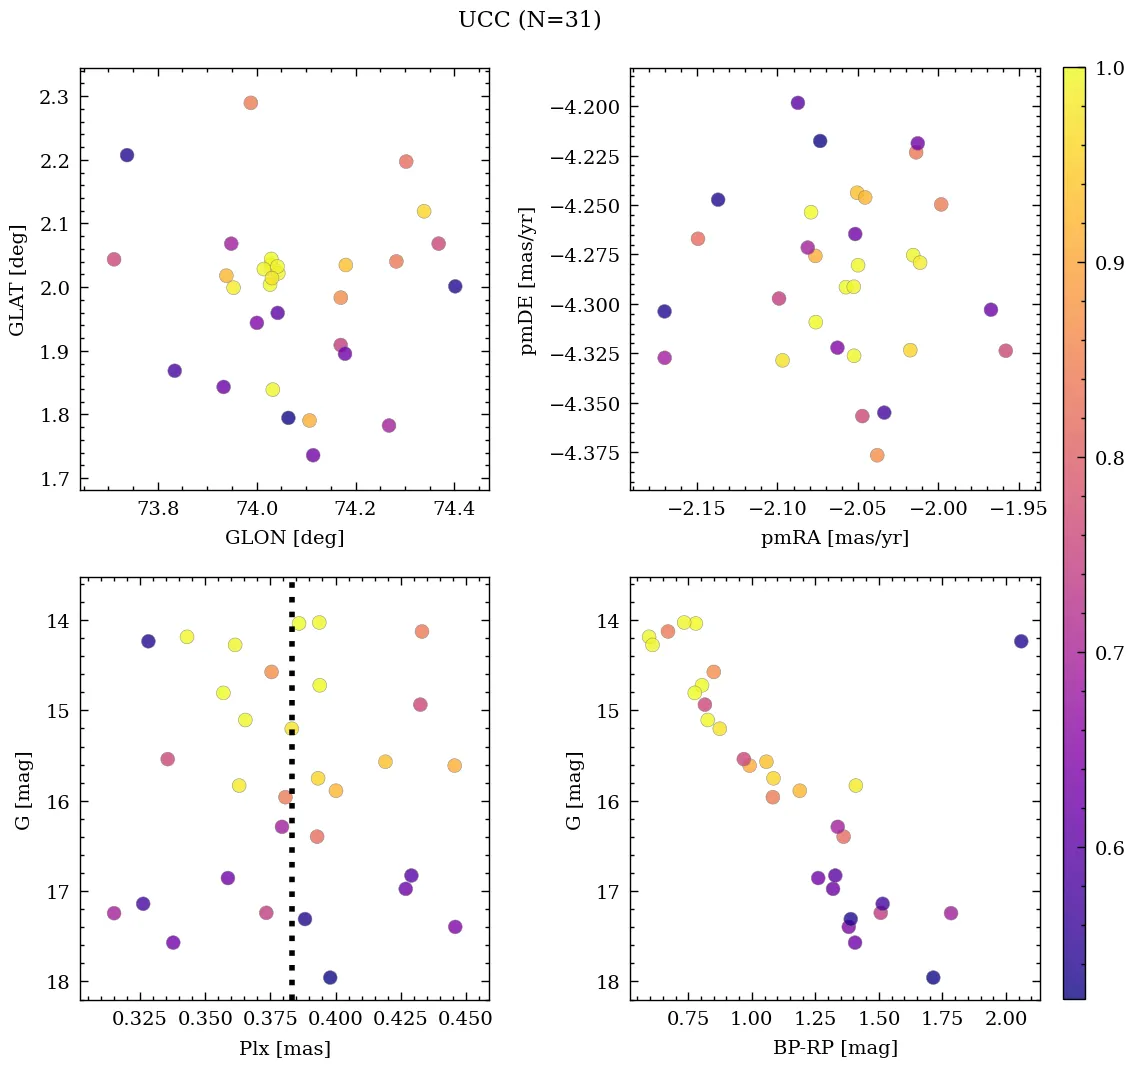 UCC (N=31)
2.3
2.2
2.1
2.0
1.9
1.8
1.7
GLAT [deg]
73.8 74.0 74.2 74.4
GLON [deg]
−4.200
−4.225
−4.250
−4.275
−4.300
−4.325
−4.350
−4.375
pmDE [mas/yr]
−2.15 −2.10 −2.05 −2.00 −1.95
pmRA [mas/yr]
14
15
16
17
18
G [mag]
0.325 0.350 0.375 0.400 0.425 0.450
Plx [mas]
14
15
16
17
18
G [mag]
0.75 1.00 1.25 1.50 1.75 2.00
BP-RP [mag]
1.0
0.9
0.8
0.7
0.6